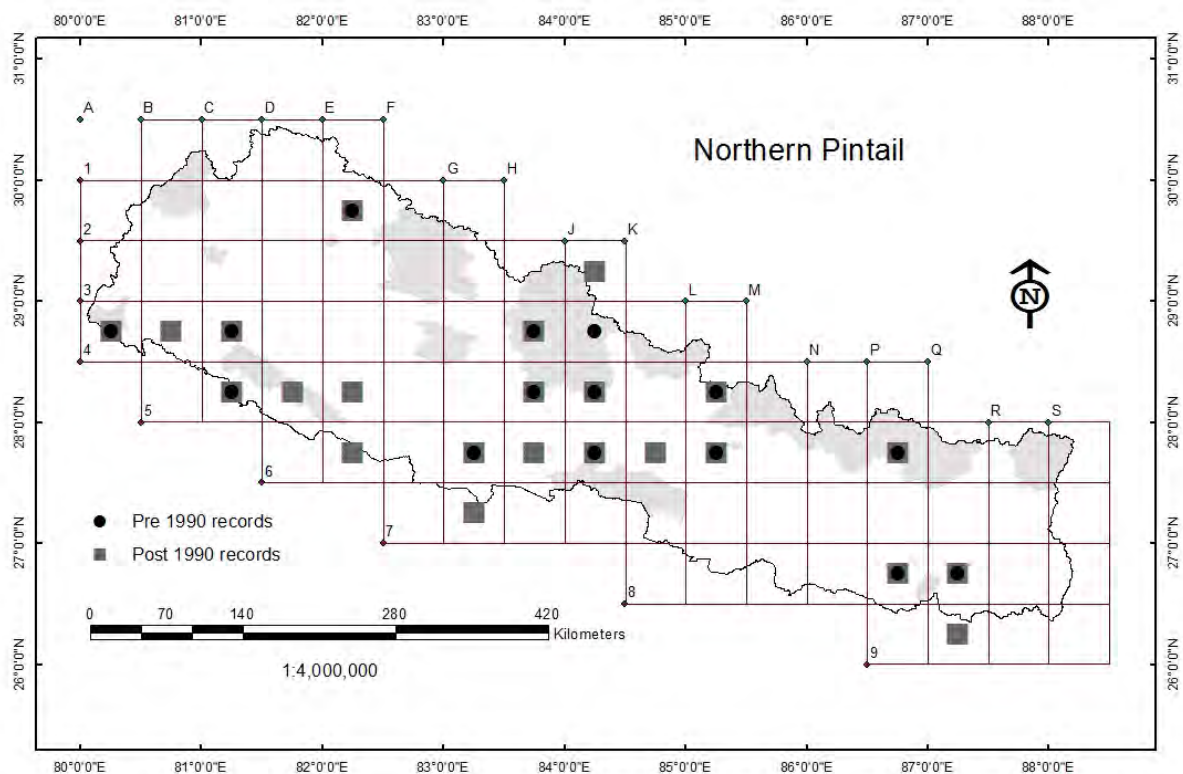 80°0'0"E 81°0'0"E 82°0'0"E 83°0'0"E 84°0'0"E 85°0'0"E 86°0'0"E 87°0'0"E 88°0'0"E
31°0'0"N 31°0'0"N
A B C D E F
Northern Pintail
30°0'0"N 1 G H 30°0'0"N
2 J K
29°0'0"N 3 L M N 29°0'0"N
4 N P Q
28°0'0"N 5 R S 28°0'0"N
6
Pre 1990 records
27°0'0"N 7 27°0'0"N
Post 1990 records
8
0 70 140 280 420
Kilometers
9
26°0'0"N 1:4,000,000 26°0'0"N
80°0'0"E 81°0'0"E 82°0'0"E 83°0'0"E 84°0'0"E 85°0'0"E 86°0'0"E 87°0'0"E 88°0'0"E